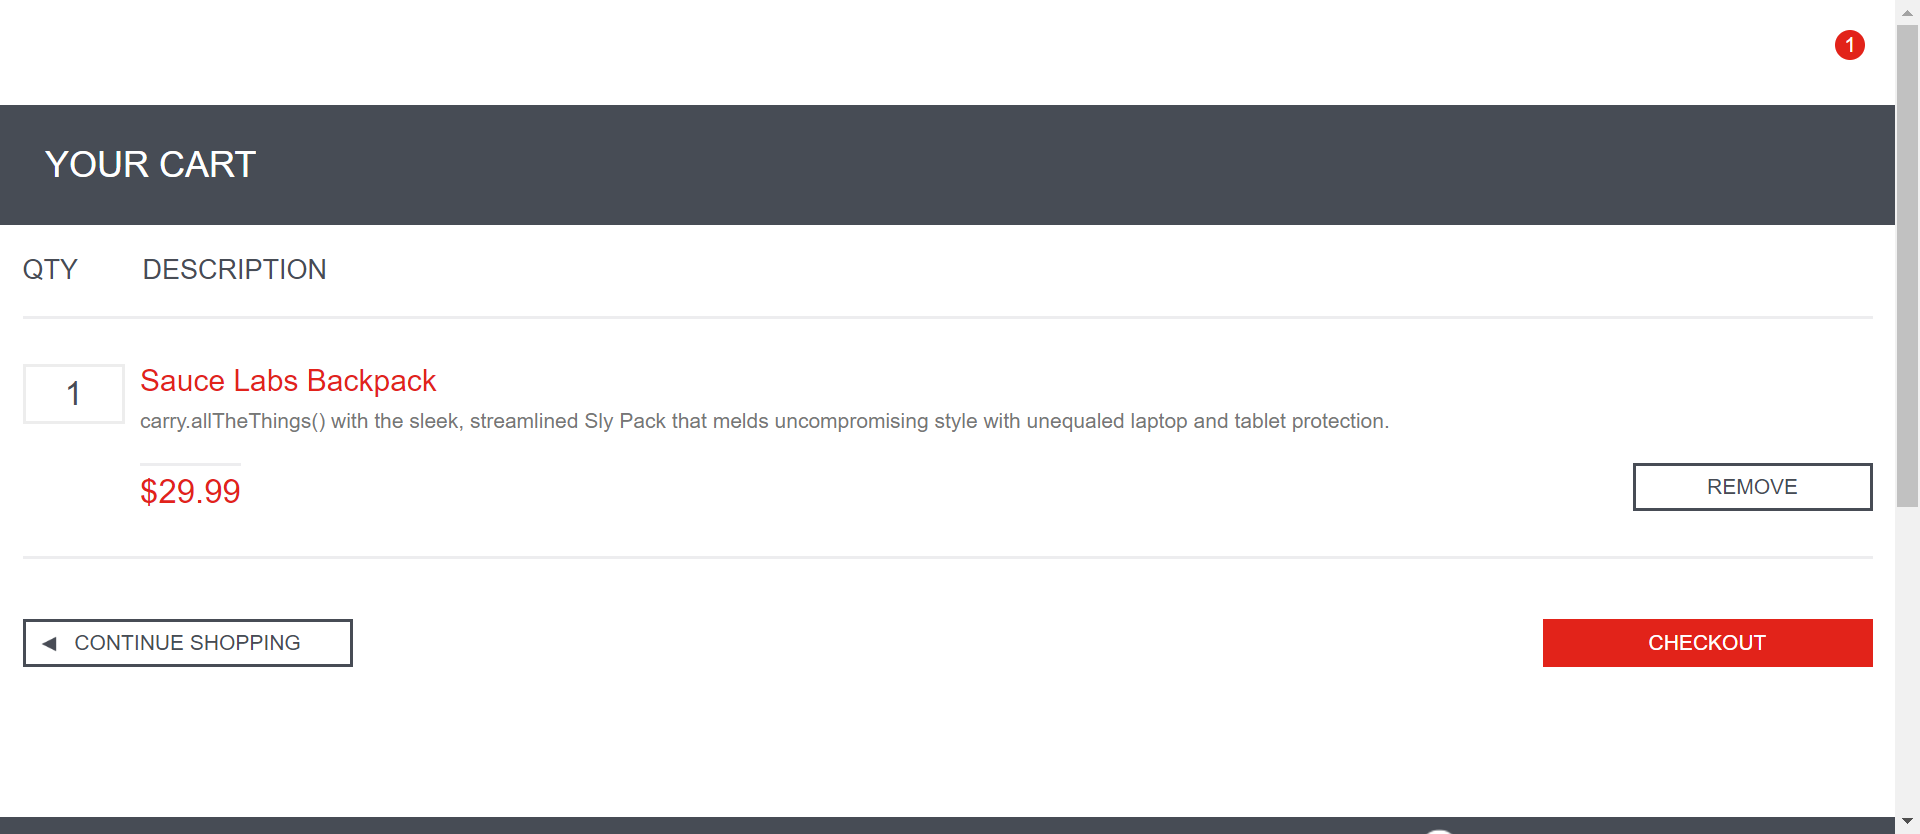 1
YOUR CART
QTY DESCRIPTION
1 Sauce Labs Backpack
carry.allTheThings() with the sleek, streamlined Sly Pack that melds uncompromising style with unequaled laptop and tablet protection.
$29.99 REMOVE
CONTINUE SHOPPING CHECKOUT